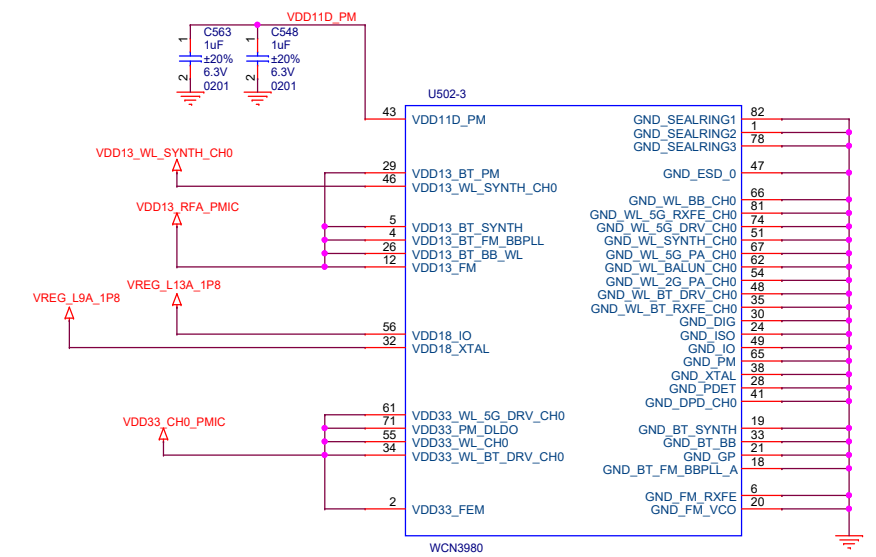 VDD11D_PM
C563
1uF
±20%
6.3V
0201
1
2
C548
1uF
±20%
6.3V
0201
1
2
U502-3
43 VDD11D_PM
VDD13_WL_SYNTH_CH0
29 VDD13_BT_PM
46 VDD13_WL_SYNTH_CH0
VDD13_RFA_PMIC
5 VDD13_BT_SYNTH
4 VDD13_BT_FM_BBPLL
26 VDD13_BT_BB_WL
12 VDD13_FM
VREG_L13A_1P8
VREG_L9A_1P8
56 VDD18_IO
32 VDD18_XTAL
VDD33_CH0_PMIC
61 VDD33_WL_5G_DRV_CH0
71 VDD33_PM_DLDO
55 VDD33_WL_CH0
34 VDD33_WL_BT_DRV_CH0
2 VDD33_FEM
GND_SEALRING1 82
GND_SEALRING2 1
GND_SEALRING3 78
GND_ESD_0 47
GND_WL_BB_CH0 66
GND_WL_5G_RXFE_CH0 81
GND_WL_5G_DRV_CH0 74
GND_WL_SYNTH_CH0 51
GND_WL_5G_PA_CH0 67
GND_WL_BALUN_CH0 62
GND_WL_2G_PA_CH0 54
GND_WL_BT_DRV_CH0 48
GND_WL_BT_RXFE_CH0 35
GND_DIG 30
GND_ISO 24
GND_IO 49
GND_PM 65
GND_XTAL 38
GND_PDET 28
GND_DPD_CH0 41
GND_BT_SYNTH 19
GND_BT_BB 33
GND_GP 21
GND_BT_FM_BBPLL_A 18
GND_FM_RXFE 6
GND_FM_VCO 20
WCN3980